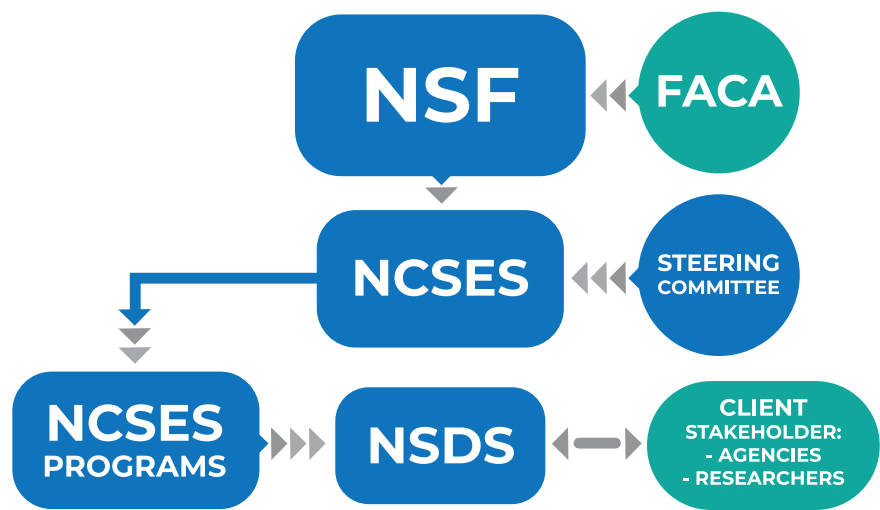 NSF
FACA
NCSES
STEERING
COMMITTEE
NCSES
PROGRAMS
NSDS
CLIENT
STAKEHOLDER:
- AGENCIES
- RESEARCHERS